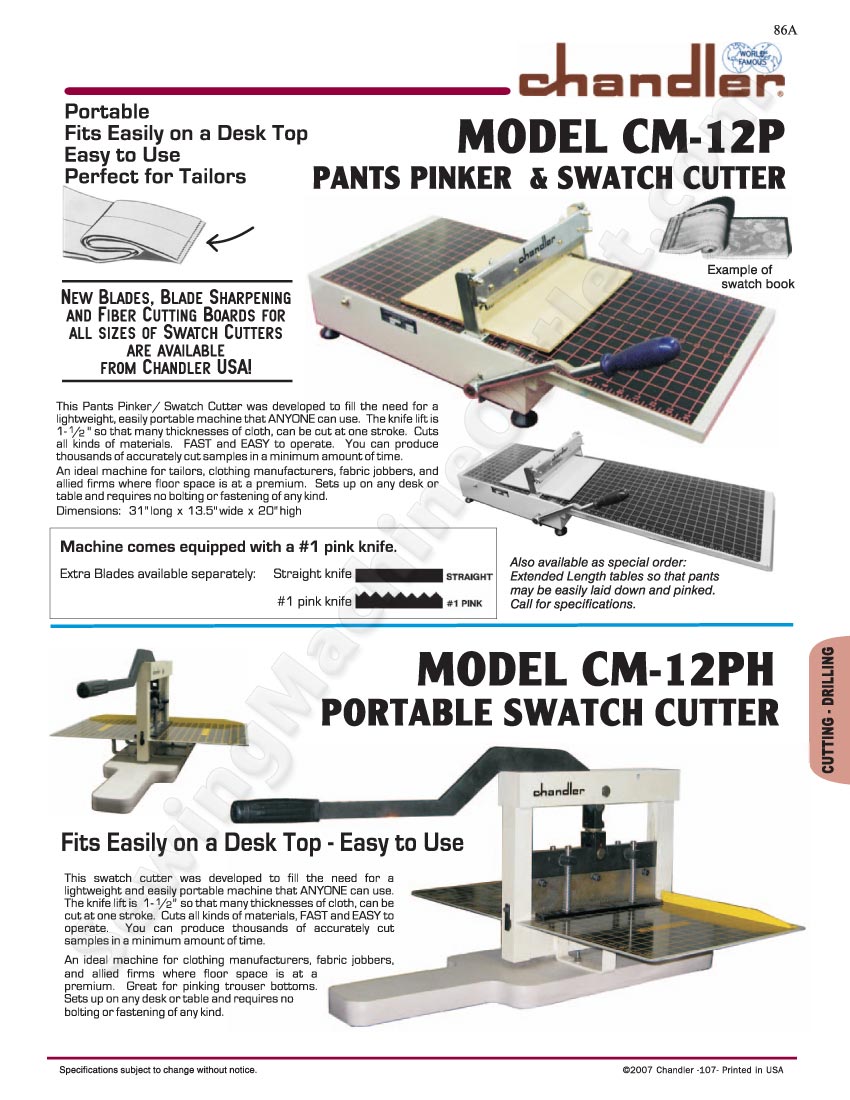 86A
WORLD
FAMOUS
chandler®
Portable
Fits Easily on a Desk Top
Easy to Use
Perfect for Tailors
MODEL CM-12P
PANTS PINKER & SWATCH CUTTER
chandler
Example of
swatch book
NEW BLADES, BLADE SHARPENING
AND FIBER CUTTING BOARDS FOR
ALL SIZES OF SWATCH CUTTERS
ARE AVAILABLE
FROM CHANDLER USA!
This Pants Pinker/ Swatch Cutter was developed to fill the need for a
lightweight, easily portable machine that ANYONE can use. The knife lift is
1-1/2" so that many thicknesses of cloth, can be cut at one stroke. Cuts
all kinds of materials. FAST and EASY to operate. You can produce
thousands of accurately cut samples in a minimum amount of time.
An ideal machine for tailors, clothing manufacturers, fabric jobbers, and
allied firms where floor space is at a premium. Sets up on any desk or
table and requires no bolting or fastening of any kind.
Dimensions: 31" long x 13.5" wide x 20" high
Machine comes equipped with a #1 pink knife.
Extra Blades available separately: Straight knife STRAIGHT
#1 pink knife #1 PINK
Also available as special order:
Extended Length tables so that pants
may be easily laid down and pinked.
Call for specifications.
MODEL CM-12PH
PORTABLE SWATCH CUTTER
CUTTING - DRILLING
chandler
Fits Easily on a Desk Top - Easy to Use
This swatch cutter was developed to fill the need for a
lightweight and easily portable machine that ANYONE can use.
The knife lift is 1-1/2" so that many thicknesses of cloth, can be
cut at one stroke. Cuts all kinds of materials, FAST and EASY to
operate. You can produce thousands of accurately cut
samples in a minimum amount of time.
An ideal machine for clothing manufacturers, fabric jobbers,
and allied firms where floor space is at a
premium. Great for pinking trouser bottoms.
Sets up on any desk or table and requires no
bolting or fastening of any kind.
SewingMachineOutlet.com
Specifications subject to change without notice.
©2007 Chandler -107- Printed in USA